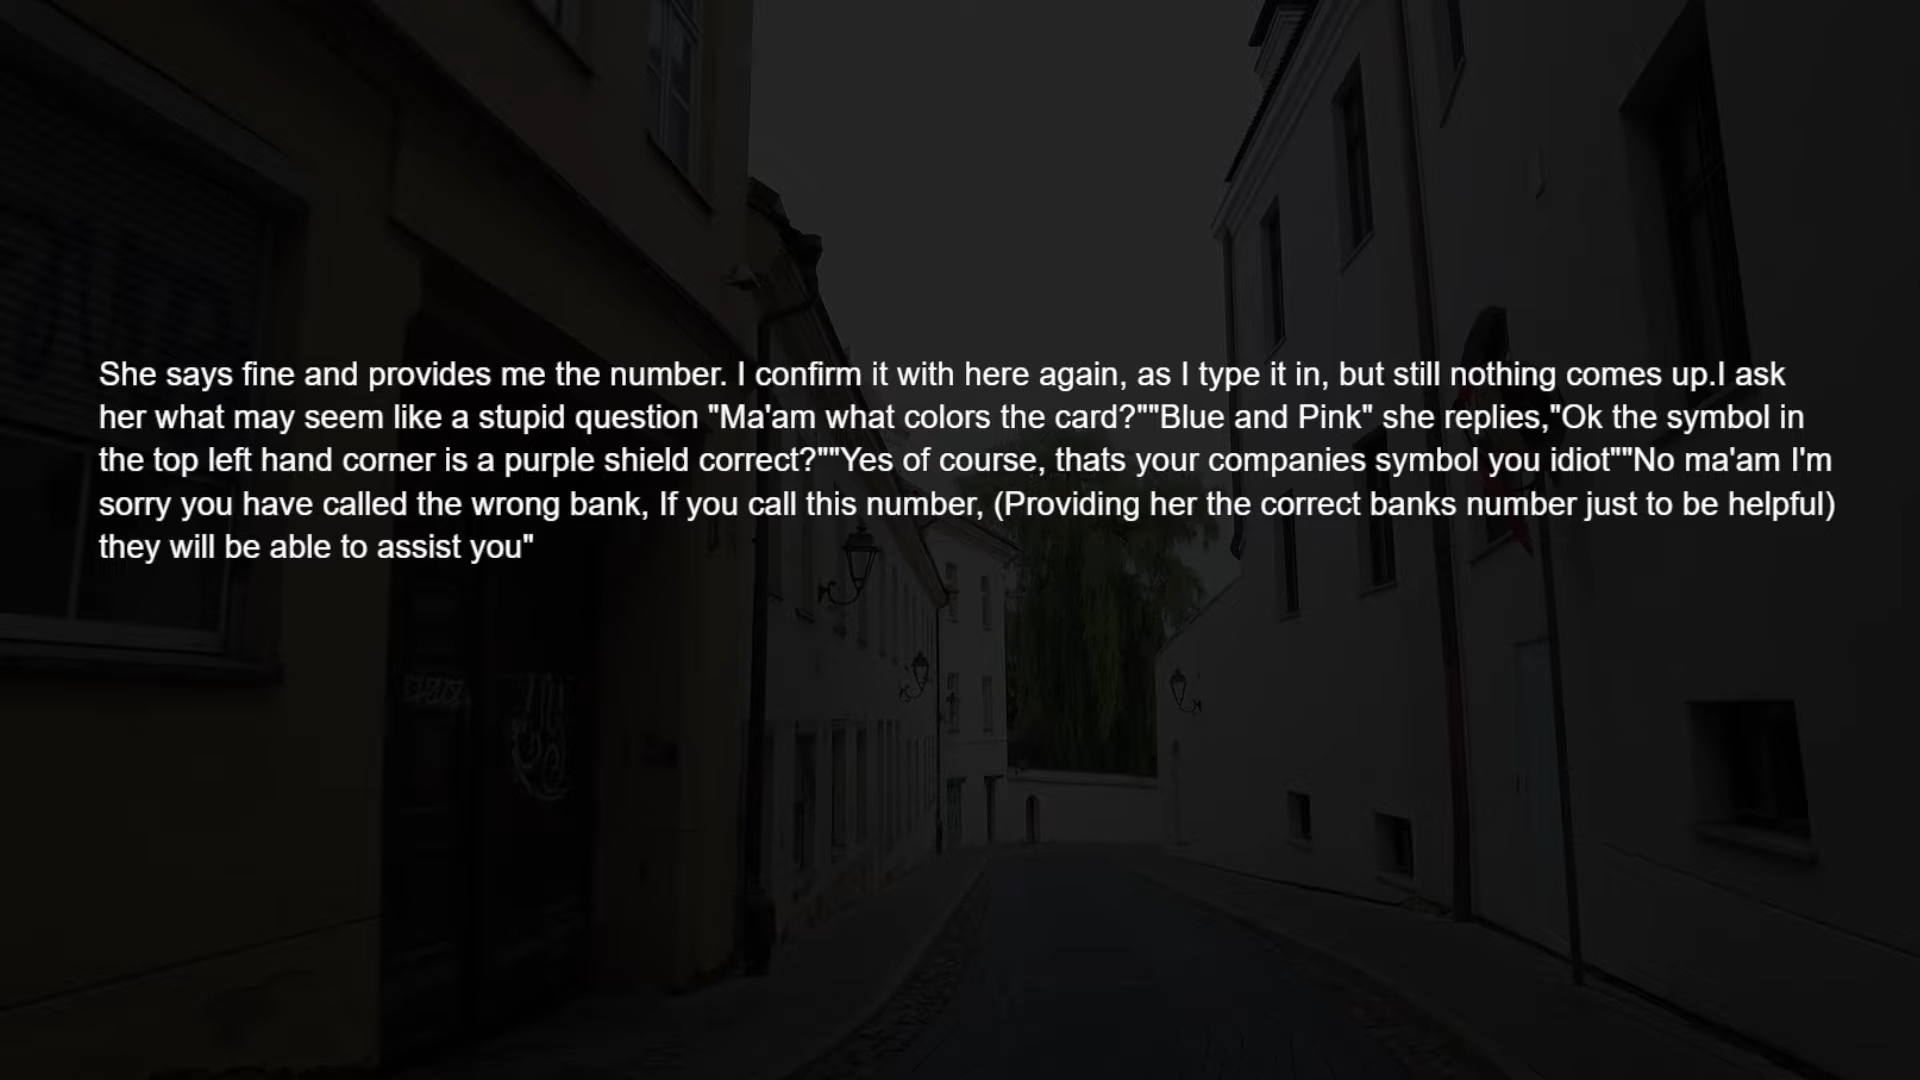 She says fine and provides me the number. I confirm it with here again, as I type it in, but still nothing comes up.I ask
her what may seem like a stupid question "Ma'am what colors the card?""Blue and Pink" she replies,"Ok the symbol in
the top left hand corner is a purple shield correct?""Yes of course, thats your companies symbol you idiot""No ma'am I'm
sorry you have called the wrong bank, If you call this number, (Providing her the correct banks number just to be helpful)
they will be able to assist you"